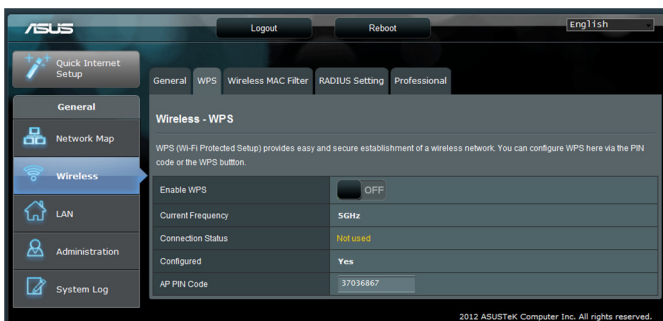 ASUS
Logout Reboot English
Quick Internet
Setup
General WPS Wireless MAC Filter RADIUS Setting Professional
General
Network Map
Wireless
LAN
Administration
System Log
Wireless - WPS
WPS (Wi-Fi Protected Setup) provides easy and secure establishment of a wireless network. You can configure WPS here via the PIN
code or the WPS buttton.
Enable WPS OFF
Current Frequency 5GHz
Connection Status Not used
Configured Yes
AP PIN Code 37036867
2012 ASUSTeK Computer Inc. All rights reserved.